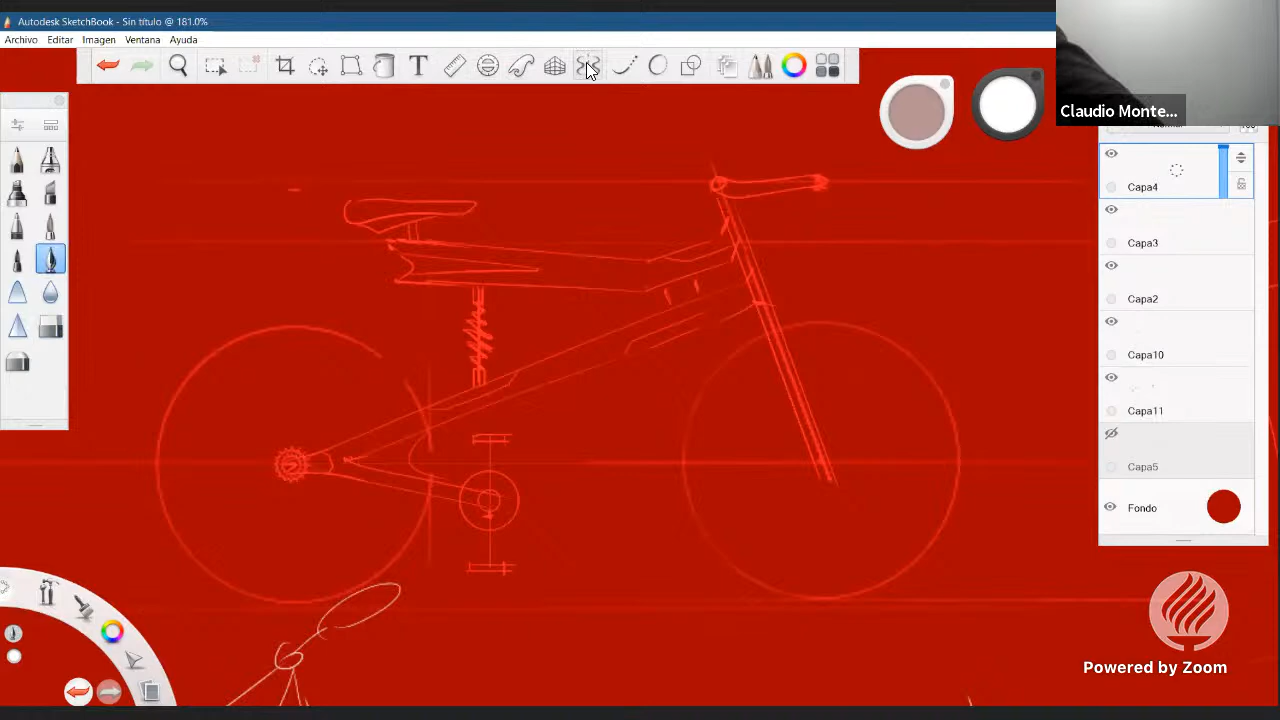 Autodesk SketchBook - Sin título @ 181.0%
Archivo Editar Imagen Ventana Ayuda
T
Claudio Monte...
Capa4
Capa3
Capa2
Capa10
Capa11
Capa5
Fondo
Powered by Zoom